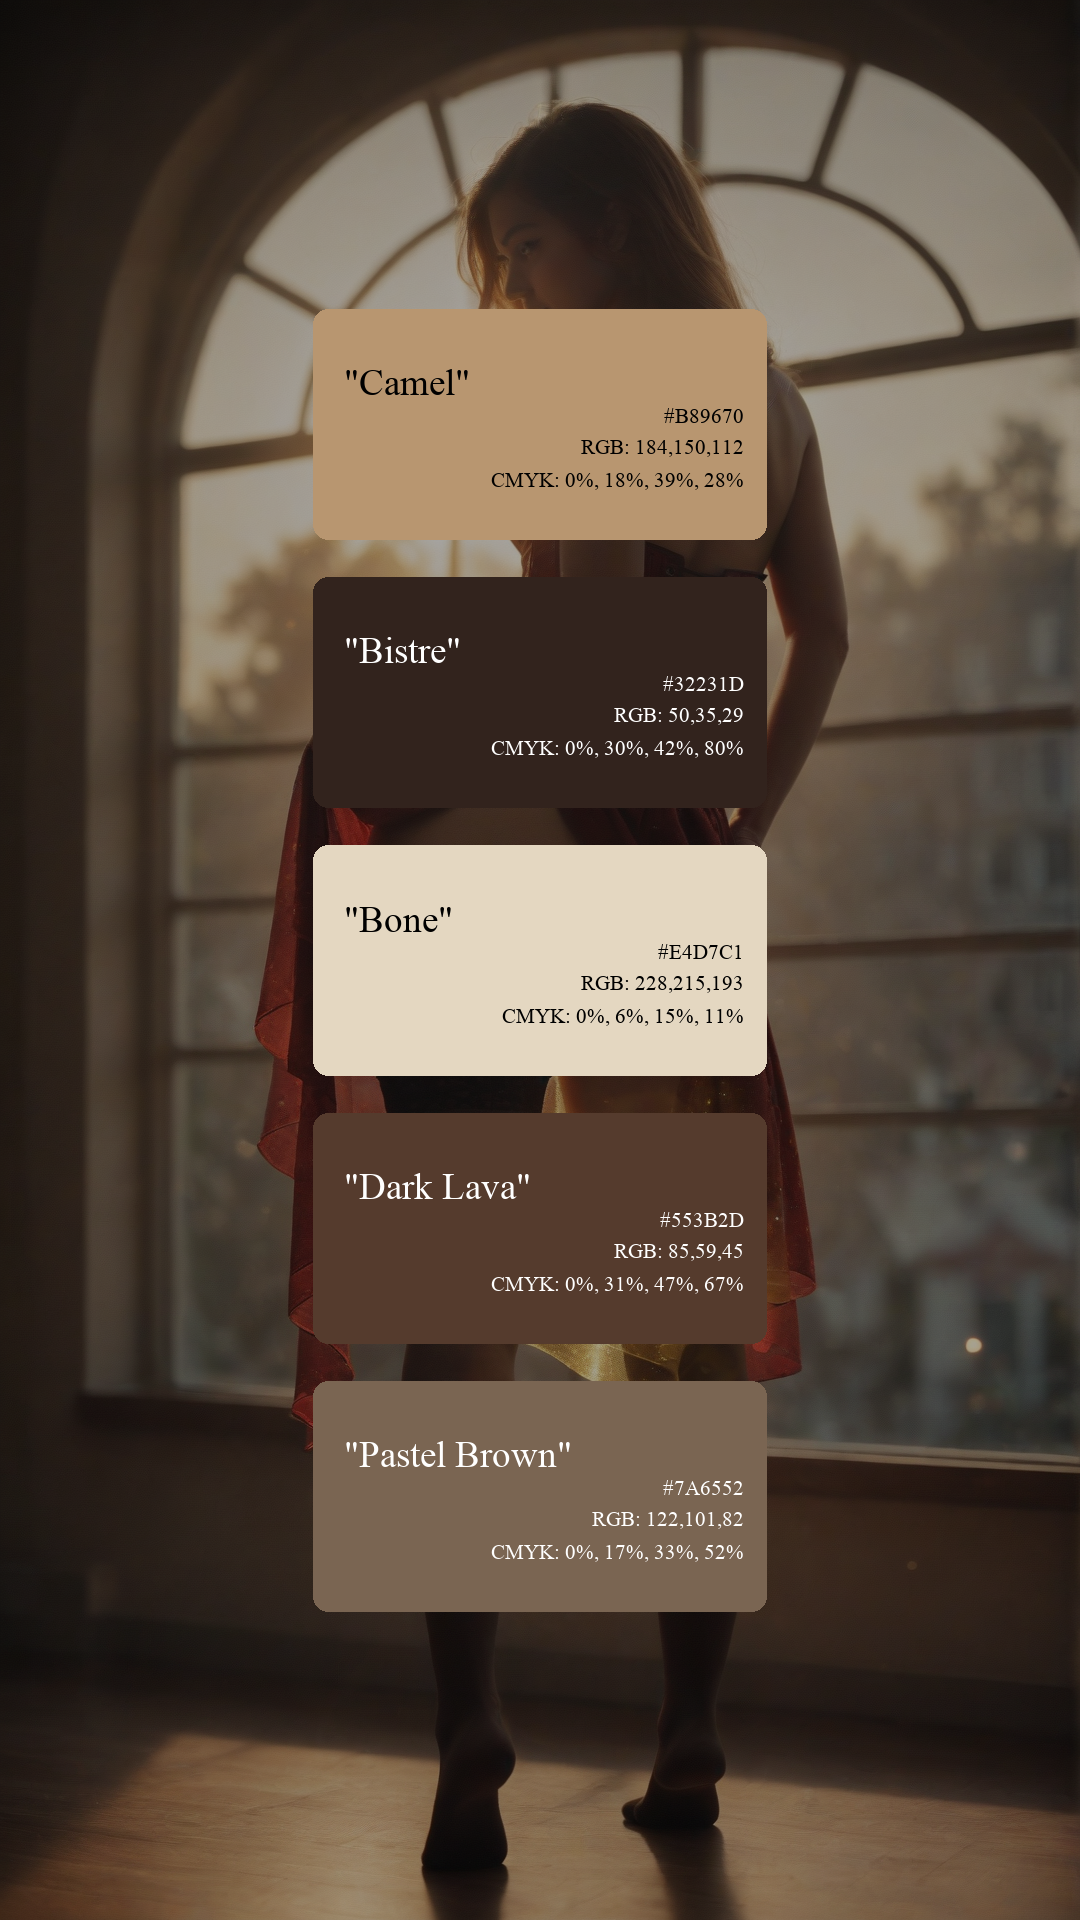 "Camel"
#B89670
RGB: 184,150,112
CMYK: 0%, 18%, 39%, 28%
"Bistre"
#32231D
RGB: 50,35,29
CMYK: 0%, 30%, 42%, 80%
"Bone"
#E4D7C1
RGB: 228,215,193
CMYK: 0%, 6%, 15%, 11%
"Dark Lava"
#553B2D
RGB: 85,59,45
CMYK: 0%, 31%, 47%, 67%
"Pastel Brown"
#7A6552
RGB: 122,101,82
CMYK: 0%, 17%, 33%, 52%